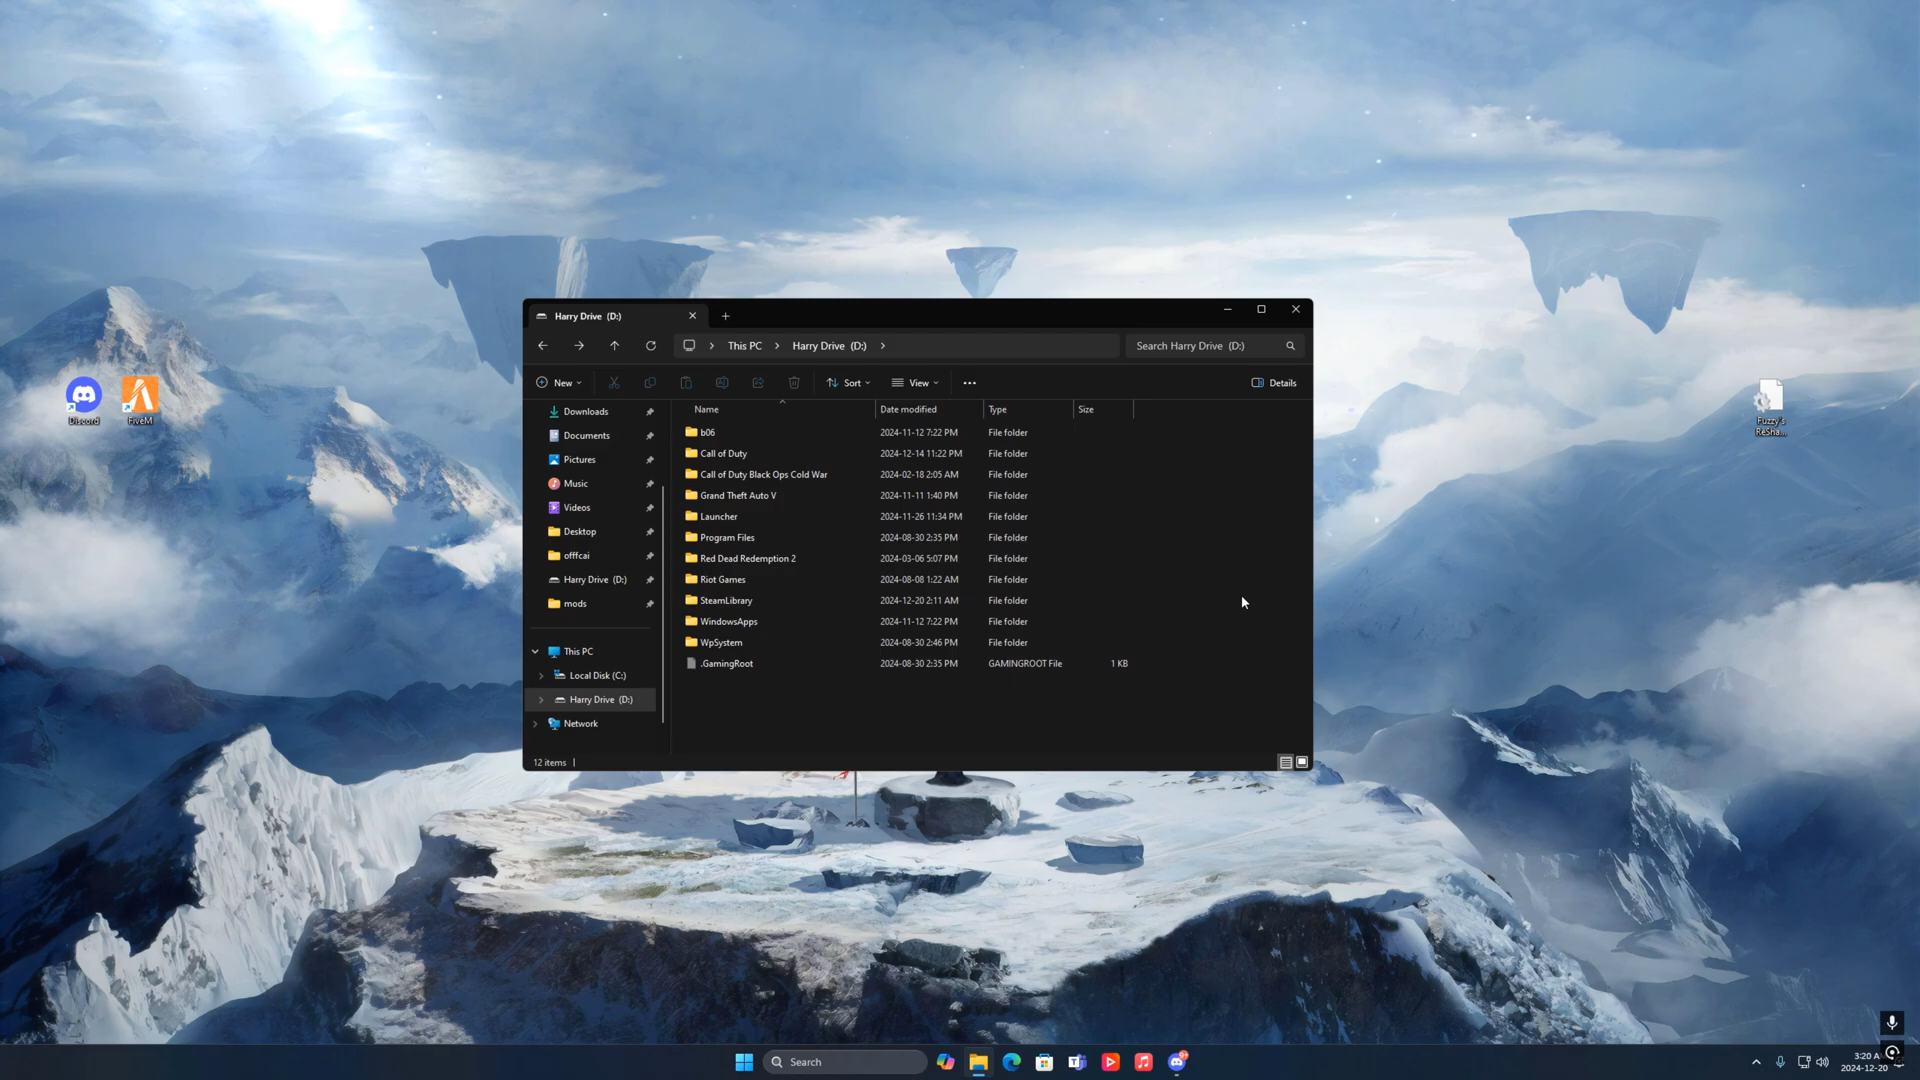 Harry Drive (D:)
This PC
Harry Drive (D:)
Search Harry Drive (D:)
New
Sort
View
Details
Downloads
Documents
Pictures
Music
Videos
Desktop
offfcai
Harry Drive (D:)
mods
This PC
Local Disk (C:)
Harry Drive (D:)
Network
Name Date modified Type Size
b06 2024-11-12 7:22 PM File folder
Call of Duty 2024-12-14 11:22 PM File folder
Call of Duty Black Ops Cold War 2024-02-18 2:05 AM File folder
Grand Theft Auto V 2024-11-11 1:40 PM File folder
Launcher 2024-11-26 11:34 PM File folder
Program Files 2024-08-30 2:35 PM File folder
Red Dead Redemption 2 2024-03-06 5:07 PM File folder
Riot Games 2024-08-08 1:22 AM File folder
SteamLibrary 2024-12-20 2:11 AM File folder
WindowsApps 2024-11-12 7:22 PM File folder
WpSystem 2024-08-30 2:46 PM File folder
.GamingRoot 2024-08-30 2:35 PM GAMINGROOT File 1 KB
12 items
Discord
FiveM
Fuzzy's
ReSha...
Search
3:20 A
2024-12-20